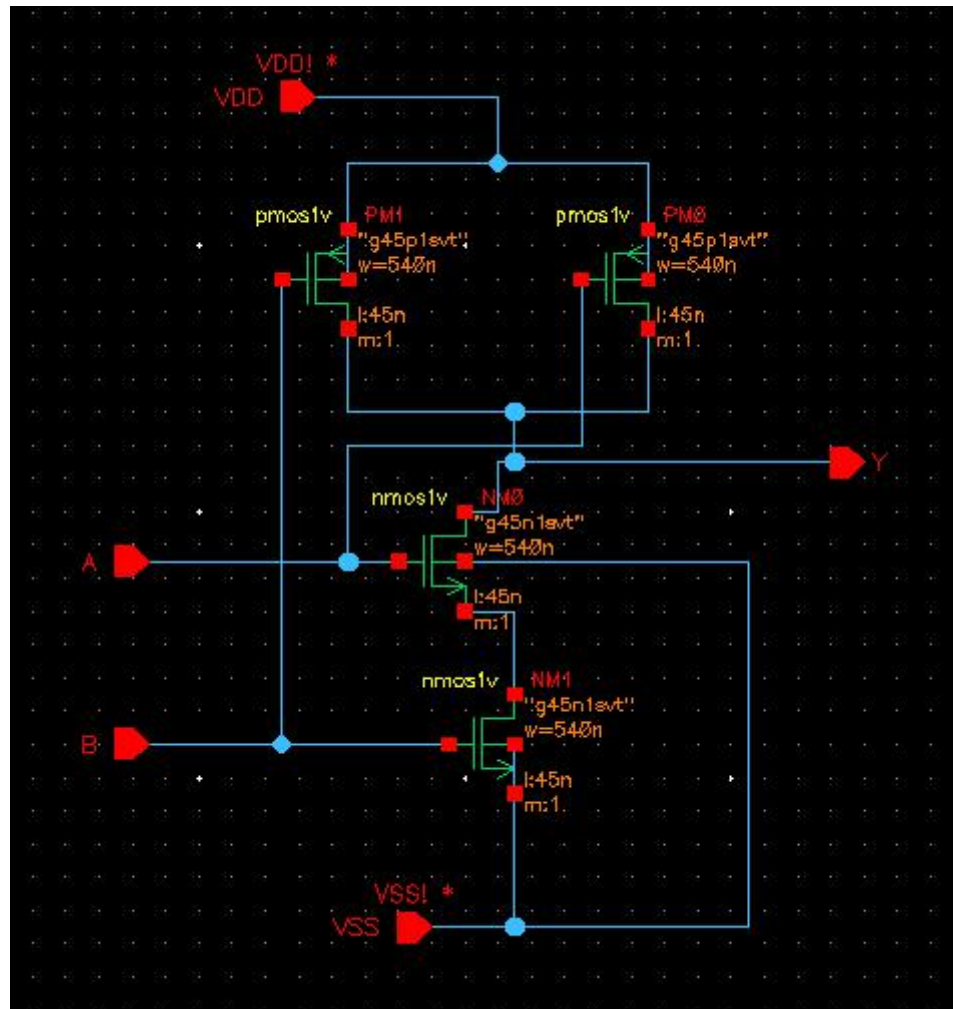 VDD! *
VDD
pmos1v PM1
"g45p1svt"
w=540n
l:45n
m:1
pmos1v PM0
"g45p1svt"
w=540n
l:45n
m:1
Y
nmos1v NM0
"g45n1svt"
w=540n
l:45n
m:1
A
nmos1v NM1
"g45n1svt"
w=540n
l:45n
m:1
B
VSS! *
VSS